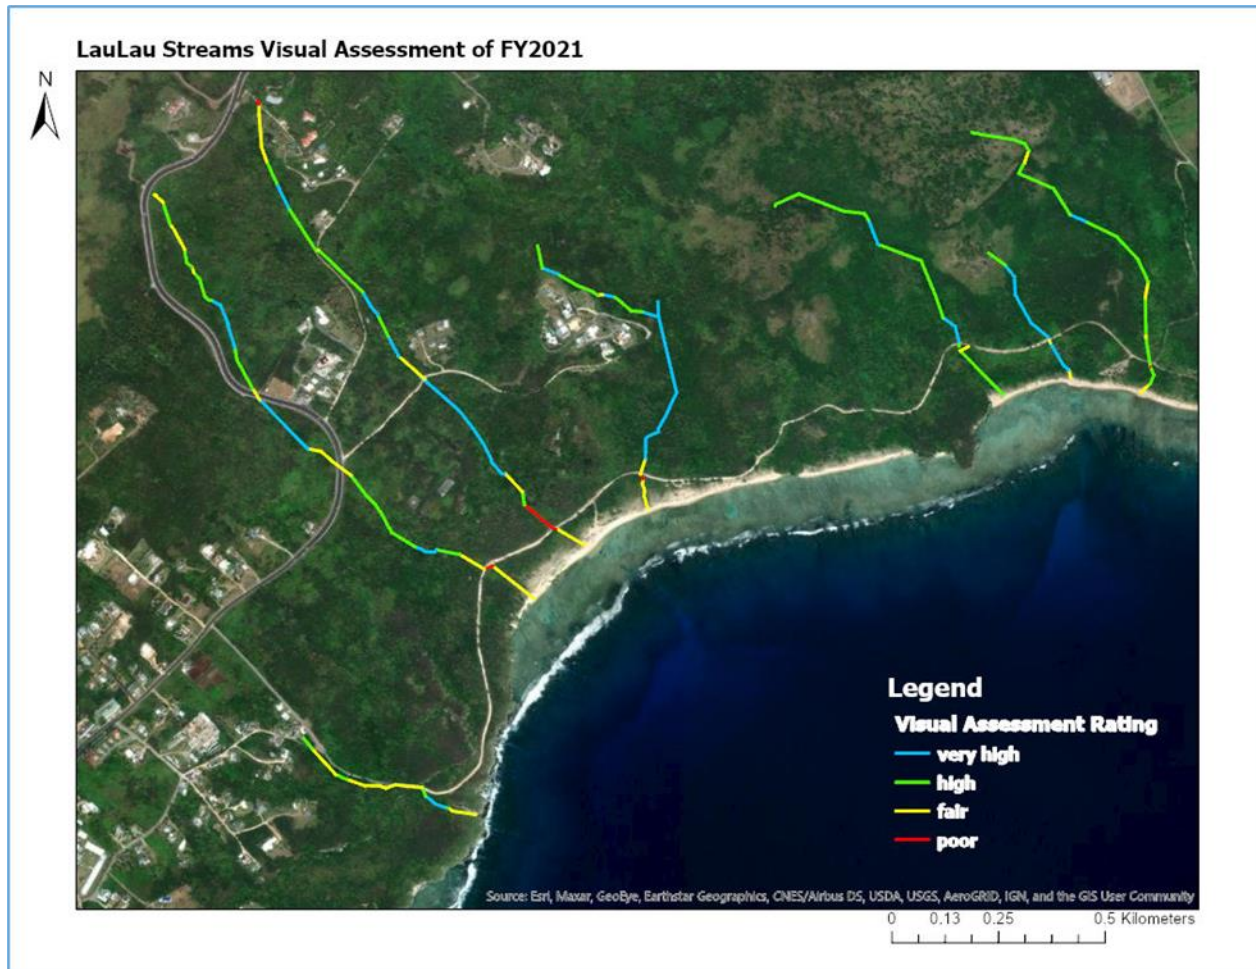 LauLau Streams Visual Assessment of FY2021
N
Legend
Visual Assessment Rating
very high
high
fair
poor
Source: Esri, Maxar, GeoEye, Earthstar Geographics, CNES/Airbus DS, USDA, USGS, AeroGRID, IGN, and the GIS User Community
0 0.13 0.25 0.5 Kilometers